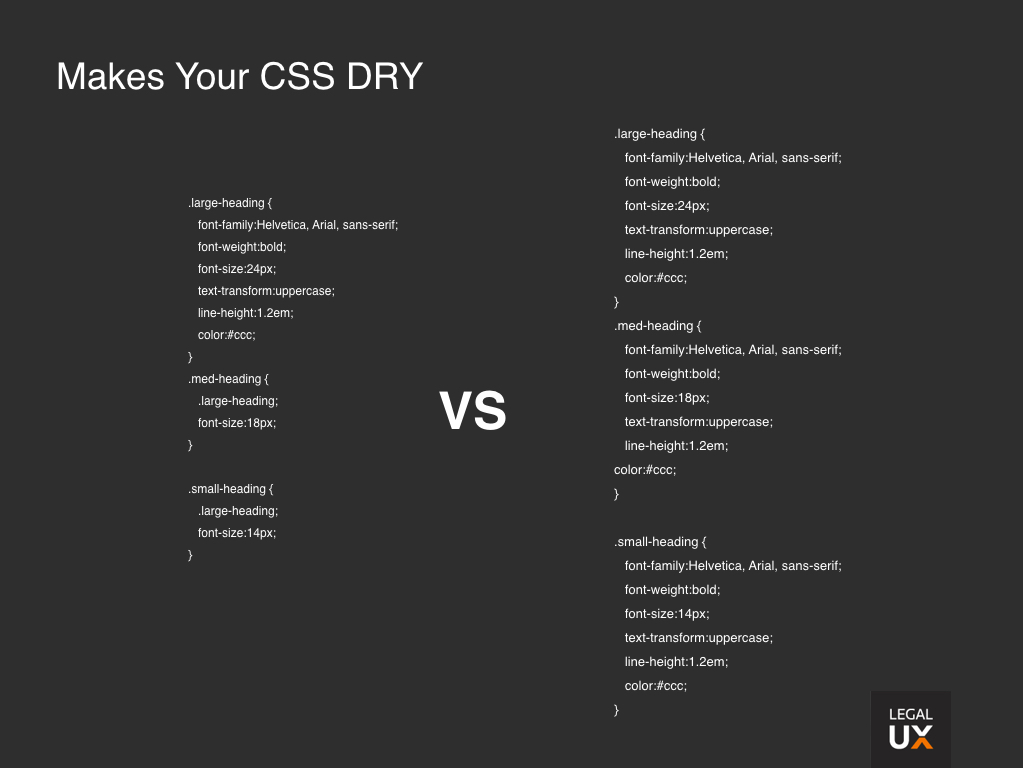 Makes Your CSS DRY
.large-heading {
font-family:Helvetica, Arial, sans-serif;
font-weight:bold;
font-size:24px;
text-transform:uppercase;
line-height:1.2em;
color:#ccc;
}
.med-heading {
.large-heading;
font-size:18px;
}
.small-heading {
.large-heading;
font-size:14px;
}
VS
.large-heading {
font-family:Helvetica, Arial, sans-serif;
font-weight:bold;
font-size:24px;
text-transform:uppercase;
line-height:1.2em;
color:#ccc;
}
.med-heading {
font-family:Helvetica, Arial, sans-serif;
font-weight:bold;
font-size:18px;
text-transform:uppercase;
line-height:1.2em;
color:#ccc;
}
.small-heading {
font-family:Helvetica, Arial, sans-serif;
font-weight:bold;
font-size:14px;
text-transform:uppercase;
line-height:1.2em;
color:#ccc;
}
LEGAL
UX